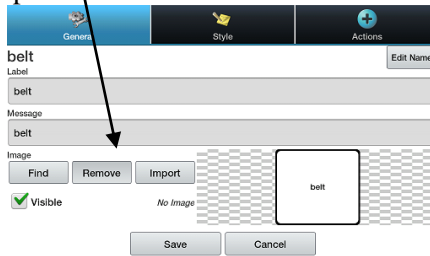 General Style Actions
belt Edit Name
Label
belt
Message
belt
Image
Find Remove Import
belt
Visible No Image
Save Cancel